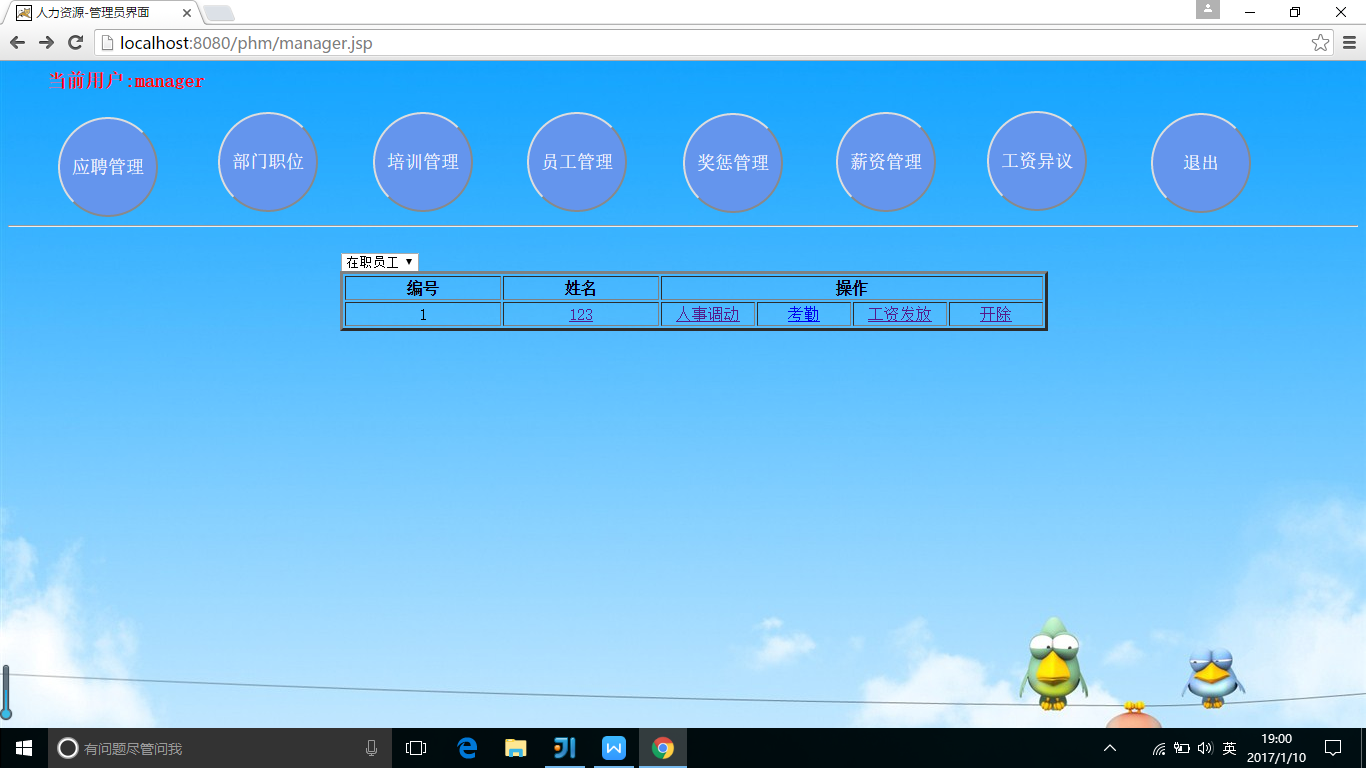 人力资源-管理员界面
localhost:8080/phm/manager.jsp
当前用户:manager
应聘管理 部门职位 培训管理 员工管理 奖惩管理 薪资管理 工资异议 退出
在职员工
编号 姓名 操作
1 123 人事调动 考勤 工资发放 开除
有问题尽管问我
英
19:00
2017/1/10